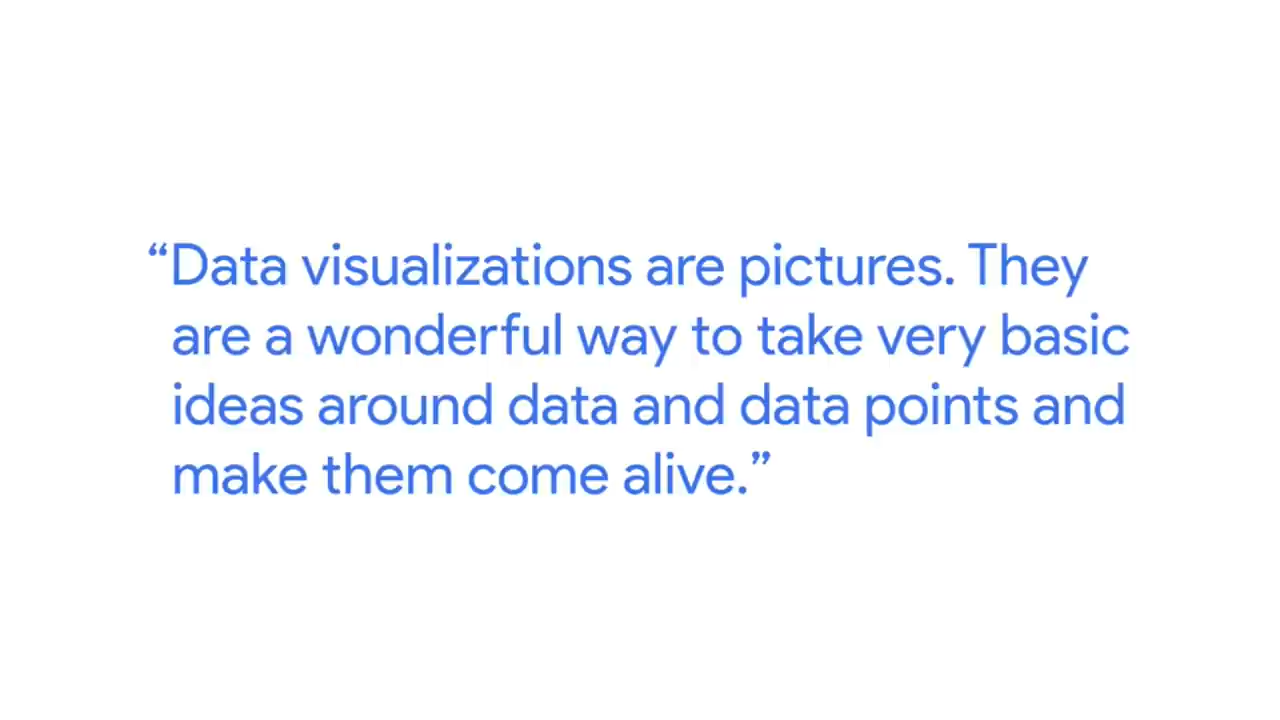 “Data visualizations are pictures. They
are a wonderful way to take very basic
ideas around data and data points and
make them come alive.”